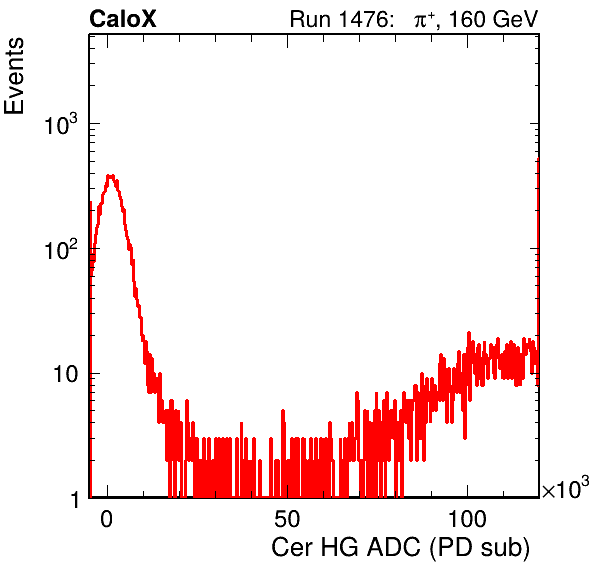 CaloX Run 1476: π⁺, 160 GeV
Events
10³
10²
10
1
0 50 100 ×10³
Cer HG ADC (PD sub)